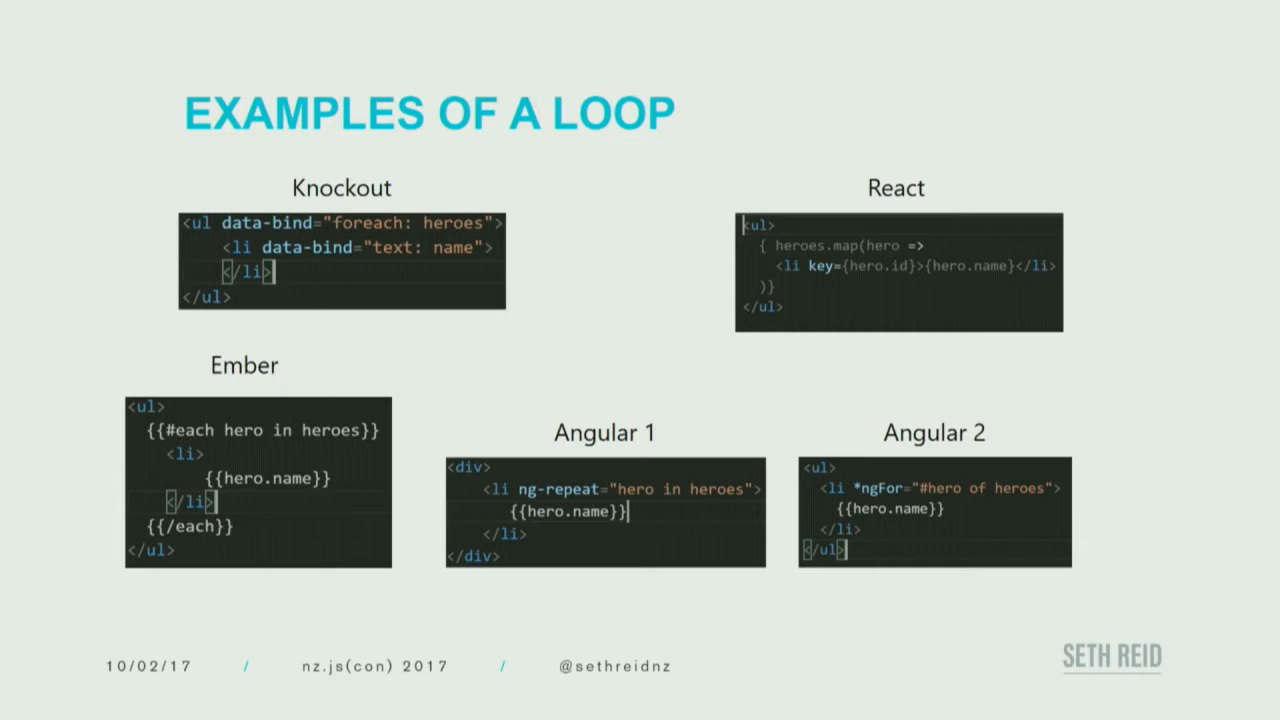 EXAMPLES OF A LOOP
Knockout
<ul data-bind="foreach: heroes">
<li data-bind="text: name">
</li>
</ul>
React
<ul>
{ heroes.map(hero =>
<li key={hero.id}>{hero.name}</li>
)}
</ul>
Ember
<ul>
{{#each hero in heroes}}
<li>
{{hero.name}}
</li>
{{/each}}
</ul>
Angular 1
<div>
<li ng-repeat="hero in heroes">
{{hero.name}}
</li>
</div>
Angular 2
<ul>
<li *ngFor="#hero of heroes">
{{hero.name}}
</li>
</ul>
10/02/17 / nz.js(con) 2017 / @sethreidnz
SETH REID